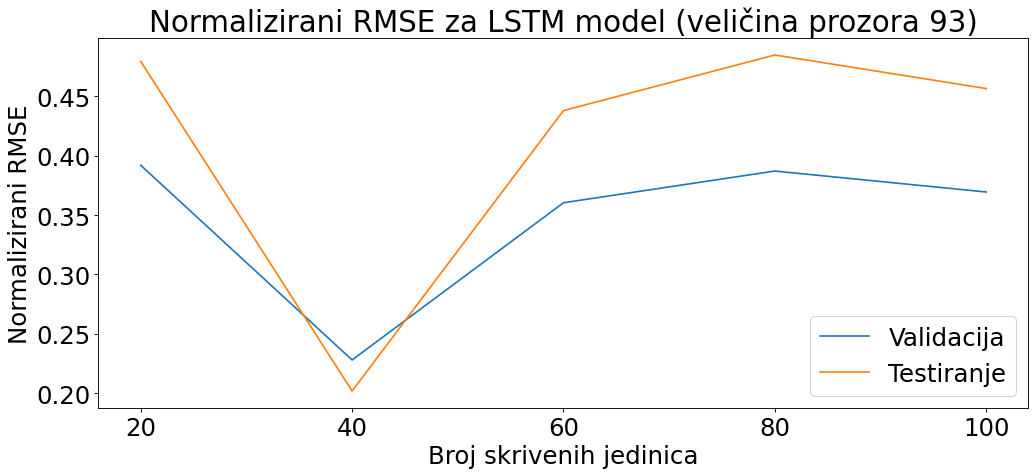 Normalizirani RMSE za LSTM model (veličina prozora 93)
Normalizirani RMSE
0.45
0.40
0.35
0.30
0.25
0.20
Validacija
Testiranje
20 40 60 80 100
Broj skrivenih jedinica